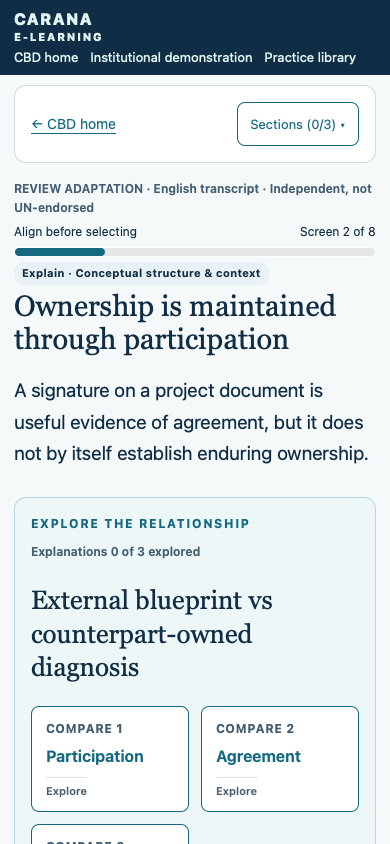 CARANA
E-LEARNING
CBD home Institutional demonstration Practice library
← CBD home
Sections (0/3) ▾
REVIEW ADAPTATION · English transcript · Independent, not
UN-endorsed
Align before selecting Screen 2 of 8
Explain · Conceptual structure & context
Ownership is maintained
through participation
A signature on a project document is
useful evidence of agreement, but it does
not by itself establish enduring ownership.
EXPLORE THE RELATIONSHIP
Explanations 0 of 3 explored
External blueprint vs
counterpart-owned
diagnosis
COMPARE 1
Participation
Explore
COMPARE 2
Agreement
Explore